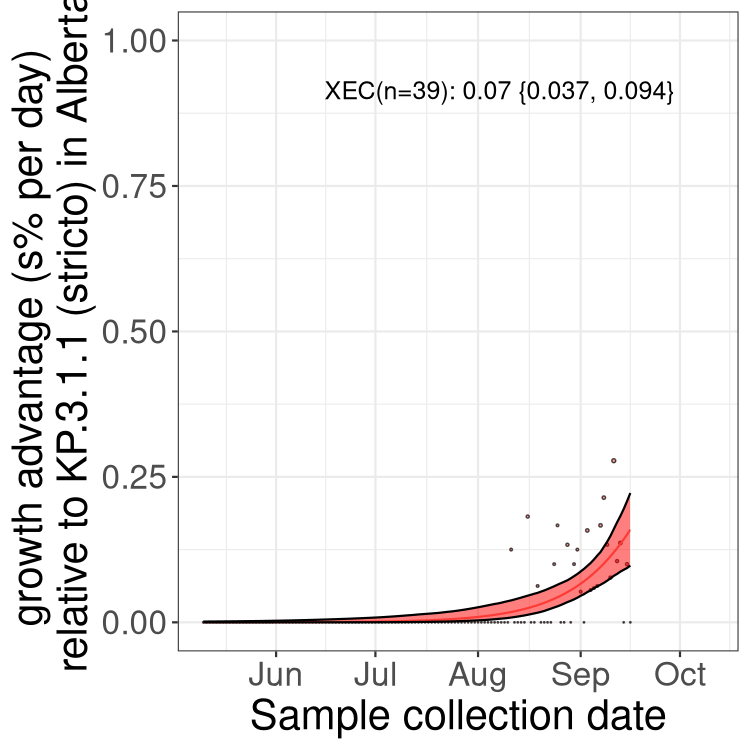 growth advantage (s% per day)
relative to KP.3.1.1 (stricto) in Alberta
1.00
0.75
0.50
0.25
0.00
XEC(n=39): 0.07 {0.037, 0.094}
Jun Jul Aug Sep Oct
Sample collection date